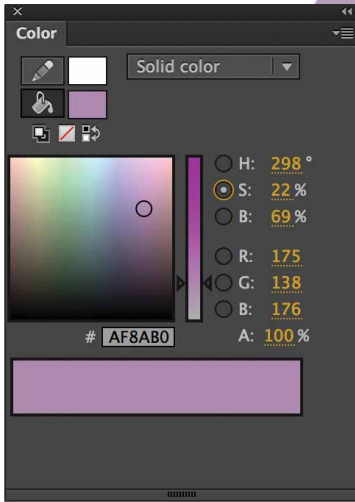 Color
Solid color
H: 298 °
S: 22 %
B: 69 %
R: 175
G: 138
B: 176
# AF8AB0
A: 100 %